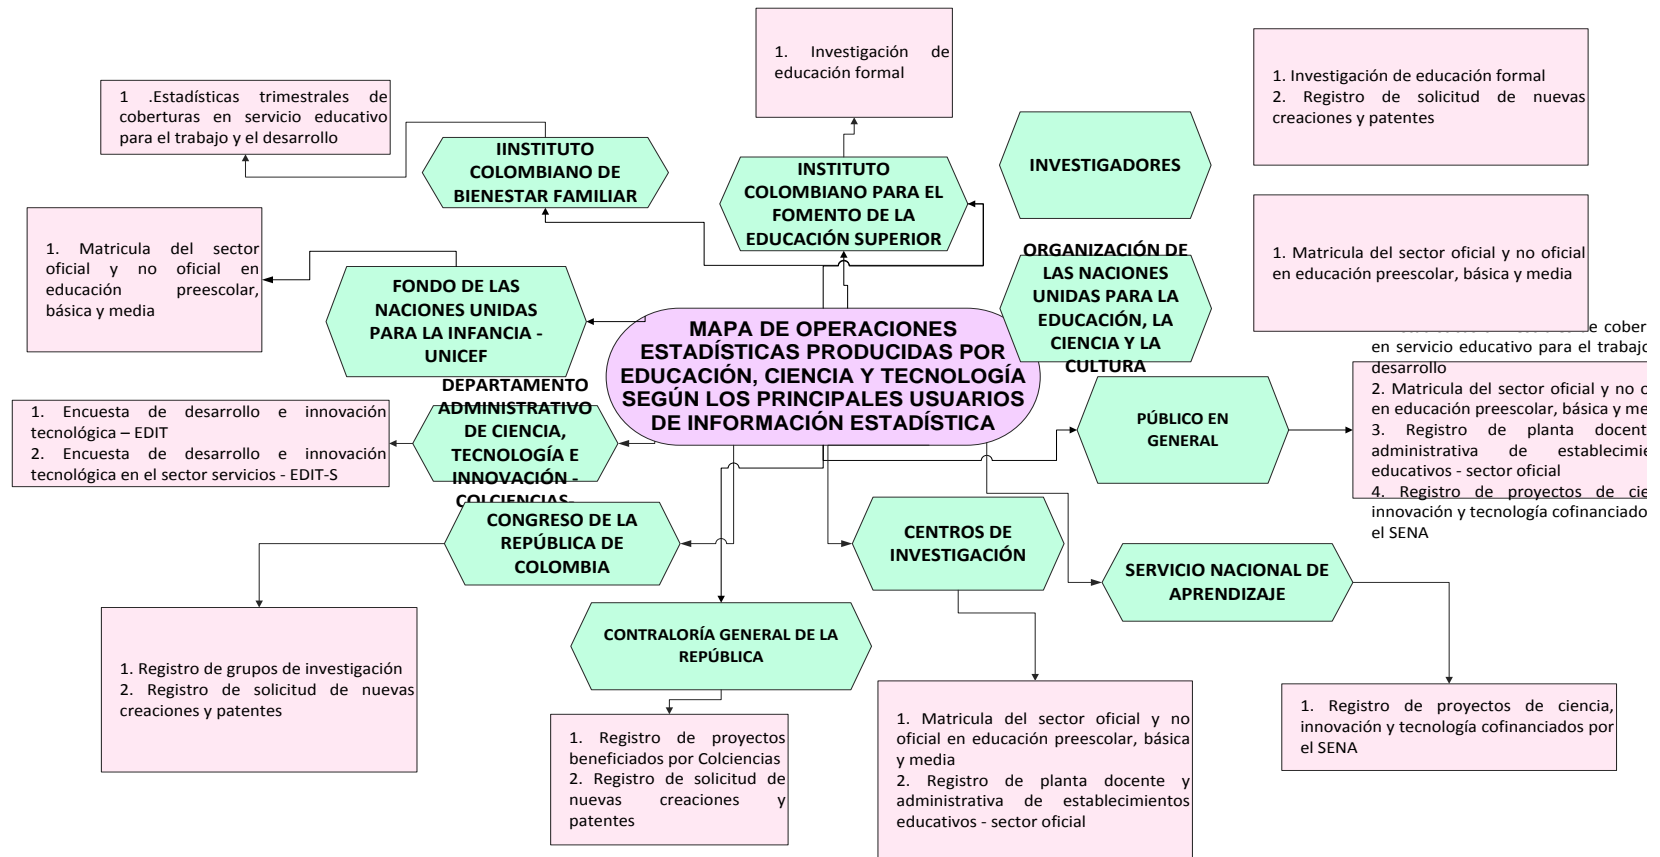 1. Investigación de
educación formal
1. Investigación de educación formal
2. Registro de solicitud de nuevas
creaciones y patentes
1 .Estadísticas trimestrales de
coberturas en servicio educativo
para el trabajo y el desarrollo
IINSTITUTO
COLOMBIANO DE
BIENESTAR FAMILIAR
INSTITUTO
COLOMBIANO PARA EL
FOMENTO DE LA
EDUCACIÓN SUPERIOR
INVESTIGADORES
1. Matricula del sector
oficial y no oficial en
educación preescolar,
básica y media
FONDO DE LAS
NACIONES UNIDAS
PARA LA INFANCIA -
UNICEF
ORGANIZACIÓN DE
LAS NACIONES
UNIDAS PARA LA
EDUCACIÓN, LA
CIENCIA Y LA
CULTURA
1. Matricula del sector oficial y no oficial
en educación preescolar, básica y media
MAPA DE OPERACIONES
ESTADÍSTICAS PRODUCIDAS POR
EDUCACIÓN, CIENCIA Y TECNOLOGÍA
SEGÚN LOS PRINCIPALES USUARIOS
DE INFORMACIÓN ESTADÍSTICA
1. Encuesta de desarrollo e innovación
tecnológica – EDIT
2. Encuesta de desarrollo e innovación
tecnológica en el sector servicios - EDIT-S
DEPARTAMENTO
ADMINISTRATIVO
DE CIENCIA,
TECNOLOGÍA E
INNOVACIÓN -
COLCIENCIAS-
PÚBLICO EN
GENERAL
de cober
en servicio educativo para el trabajo
desarrollo
2. Matricula del sector oficial y no o
en educación preescolar, básica y me
3. Registro de planta docent
administrativa de establecimie
educativos - sector oficial
4. Registro de proyectos de cie
innovación y tecnología cofinanciado
el SENA
CONGRESO DE LA
REPÚBLICA DE
COLOMBIA
CENTROS DE
INVESTIGACIÓN
SERVICIO NACIONAL DE
APRENDIZAJE
CONTRALORÍA GENERAL DE LA
REPÚBLICA
1. Registro de grupos de investigación
2. Registro de solicitud de nuevas
creaciones y patentes
1. Registro de proyectos
beneficiados por Colciencias
2. Registro de solicitud de
nuevas creaciones y
patentes
1. Matricula del sector oficial y no
oficial en educación preescolar, básica
y media
2. Registro de planta docente y
administrativa de establecimientos
educativos - sector oficial
1. Registro de proyectos de ciencia,
innovación y tecnología cofinanciados por
el SENA